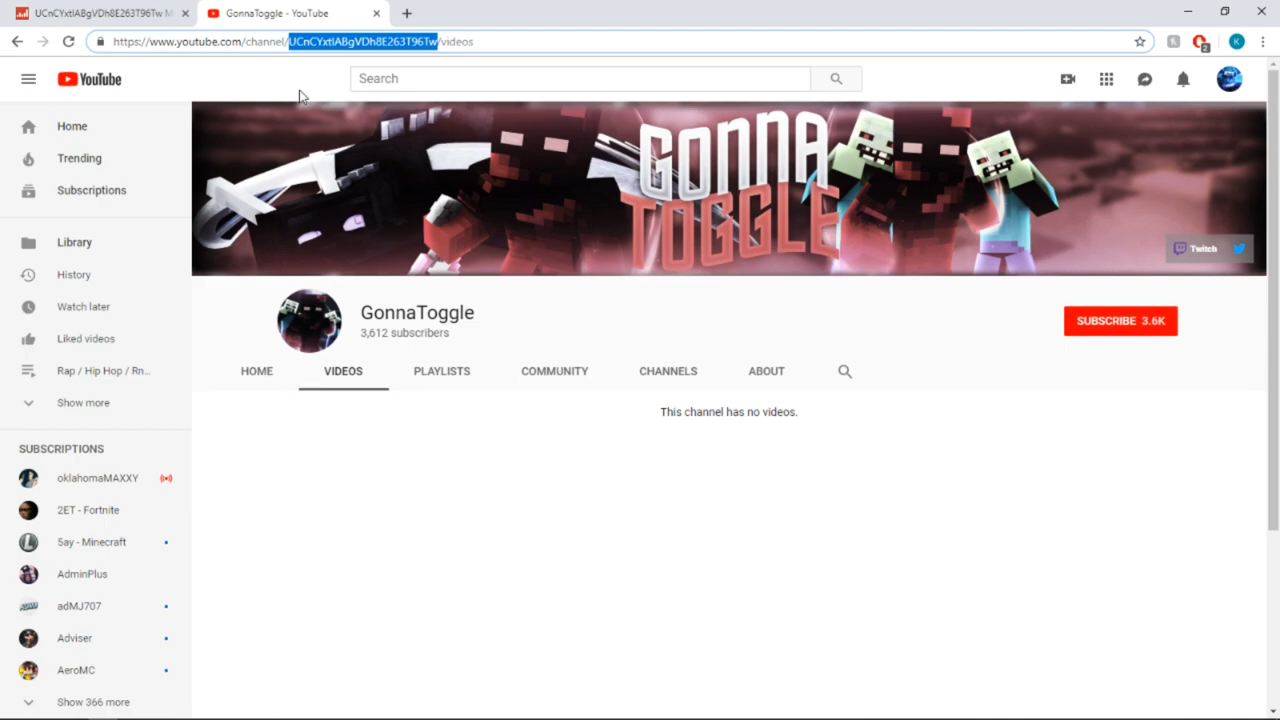 UCnCYxtIABgVDh8E263T96Tw M
GonnaToggle - YouTube
https://www.youtube.com/channel/UCnCYxtIABgVDh8E263T96Tw/videos
2
K
YouTube
Search
Home
Trending
Subscriptions
Library
History
Watch later
Liked videos
Rap / Hip Hop / Rn...
Show more
SUBSCRIPTIONS
oklahomaMAXXY
2ET - Fortnite
5ay - Minecraft
AdminPlus
adMJ707
Adviser
AeroMC
Show 366 more
GONNA
TOGGLE
Twitch
GonnaToggle
3,612 subscribers
SUBSCRIBE 3.6K
HOME
VIDEOS
PLAYLISTS
COMMUNITY
CHANNELS
ABOUT
This channel has no videos.